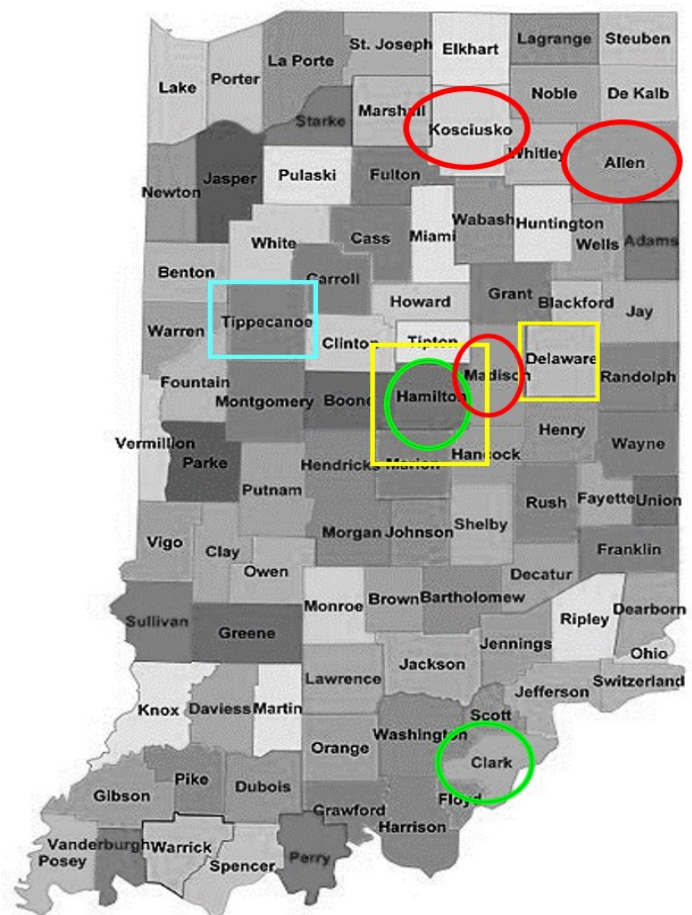 St. Joseph
Elkhart
Lagrange
Steuben
La Porte
Porter
Lake
Noble
De Kalb
Marshall
Starke
Kosciusko
Whitley
Allen
Jasper
Pulaski
Fulton
Newton
Wabash
Huntington
Miami
White
Cass
Wells
Adams
Benton
Carroll
Howard
Grant
Blackford
Jay
Tippecanoe
Warren
Clinton
Tipton
Delaware
Madison
Randolph
Fountain
Montgomery
Boone
Hamilton
Henry
Vermillion
Wayne
Parke
Hendricks
Marion
Hancock
Putnam
Rush
Fayette
Union
Morgan
Johnson
Shelby
Vigo
Clay
Franklin
Owen
Decatur
Monroe
Brown
Bartholomew
Ripley
Dearborn
Sullivan
Greene
Jennings
Ohio
Jackson
Lawrence
Switzerland
Jefferson
Knox
Daviess
Martin
Scott
Washington
Orange
Clark
Pike
Dubois
Gibson
Floyd
Crawford
Harrison
Vanderburgh
Warrick
Posey
Spencer
Perry